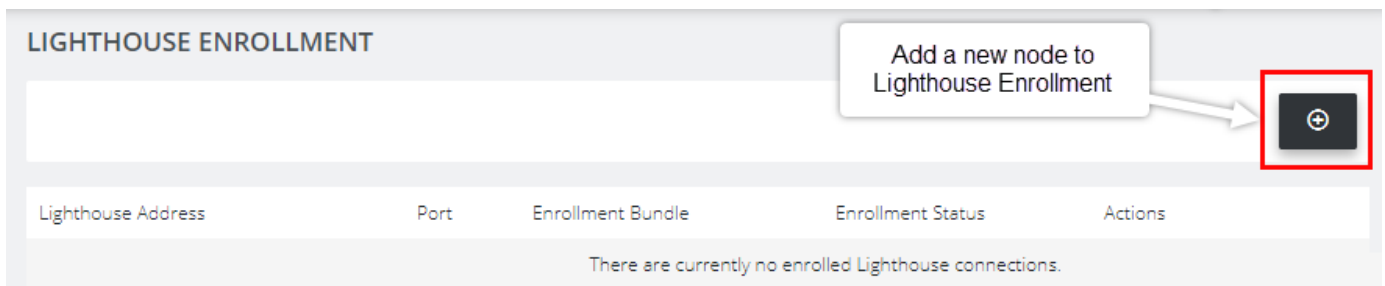 LIGHTHOUSE ENROLLMENT
Add a new node to
Lighthouse Enrollment
Lighthouse Address Port Enrollment Bundle Enrollment Status Actions
There are currently no enrolled Lighthouse connections.